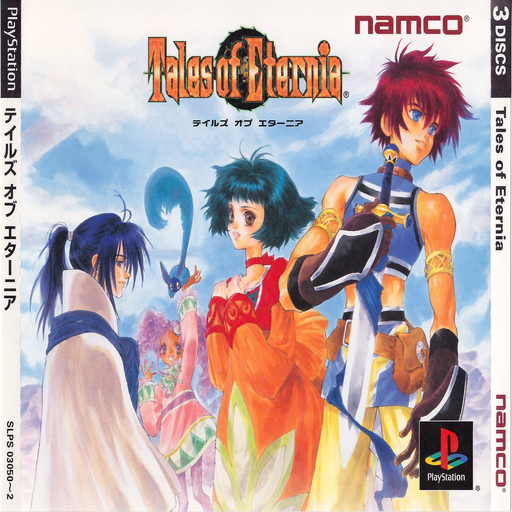 PlayStation
テイルズ オブ エターニア
SLPS 03050〜2
namco®
Tales of Eternia®
テイルズ オブ エターニア
PlayStation®
3 DISCS
Tales of Eternia
namco®